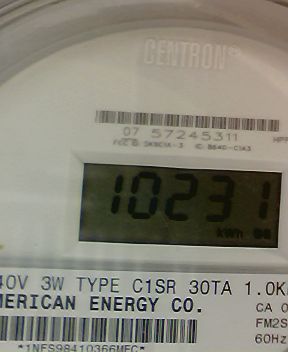 CENTRON®
07 57245311
10231
kWh
40V 3W TYPE C1SR 30TA 1.0K
MERICAN ENERGY CO.
CA 0
FM2S
60Hz
*1NFS98410366MFC*